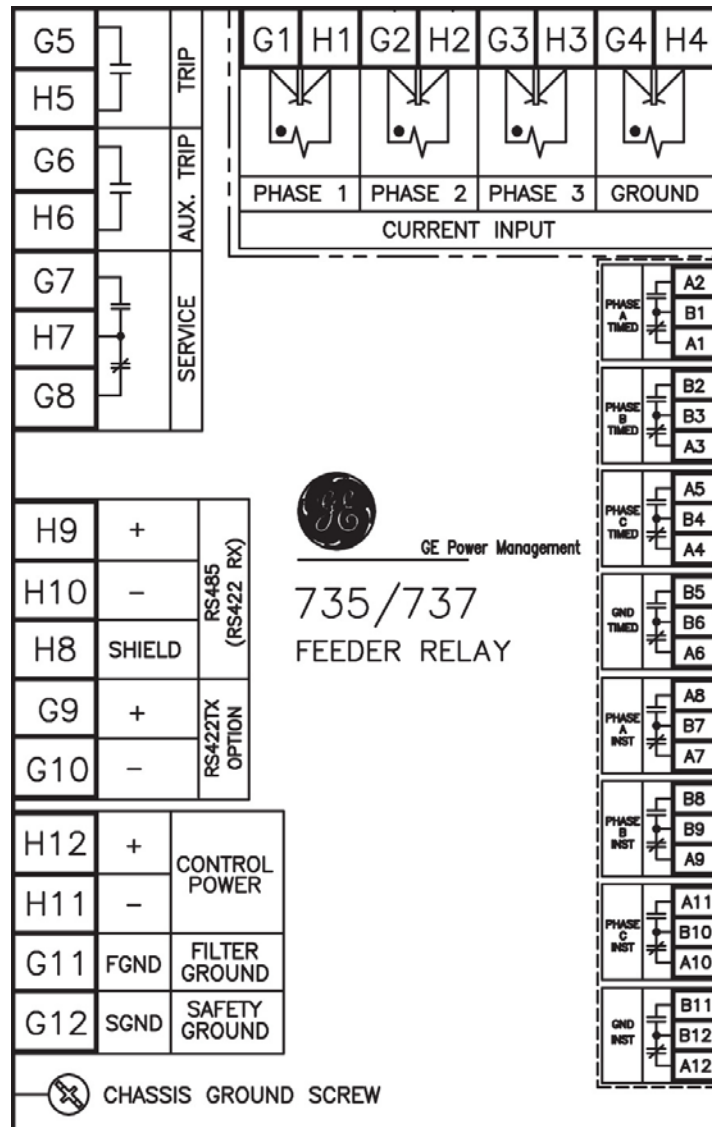 G5
H5
TRIP
G6
H6
AUX. TRIP
G7
H7
G8
SERVICE
G1 H1 G2 H2 G3 H3 G4 H4
PHASE 1 PHASE 2 PHASE 3 GROUND
CURRENT INPUT
H9 +
H10 –
H8 SHIELD
RS485
(RS422 RX)
G9 +
G10 –
RS422TX
OPTION
H12 +
H11 –
CONTROL
POWER
G11 FGND FILTER
GROUND
G12 SGND SAFETY
GROUND
CHASSIS GROUND SCREW
GE
GE Power Management
735/737
FEEDER RELAY
PHASE
A
TIMED
A2
B1
A1
PHASE
B
TIMED
B2
B3
A3
PHASE
C
TIMED
A5
B4
A4
GND
TIMED
B5
B6
A6
PHASE
A
INST
A8
B7
A7
PHASE
B
INST
B8
B9
A9
PHASE
C
INST
A11
B10
A10
GND
INST
B11
B12
A12